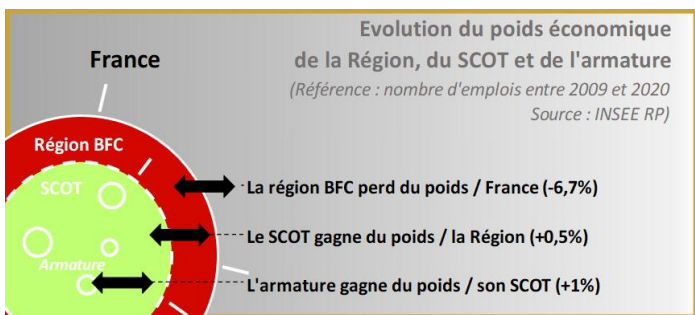 Evolution du poids économique
de la Région, du SCOT et de l'armature
(Référence : nombre d'emplois entre 2009 et 2020
Source : INSEE RP)
France
Région BFC
SCOT
Armature
La région BFC perd du poids / France (-6,7%)
Le SCOT gagne du poids / la Région (+0,5%)
L'armature gagne du poids / son SCOT (+1%)